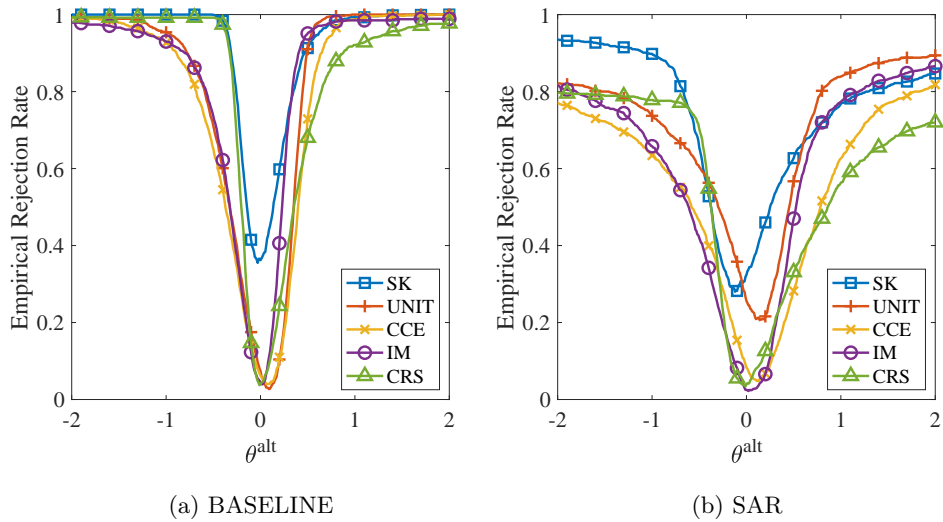 1
0.8
0.6
0.4
0.2
0
Empirical Rejection Rate
SK
UNIT
CCE
IM
CRS
-2 -1 0 1 2
θ^alt
(a) BASELINE
1
0.8
0.6
0.4
0.2
0
Empirical Rejection Rate
SK
UNIT
CCE
IM
CRS
-2 -1 0 1 2
θ^alt
(b) SAR